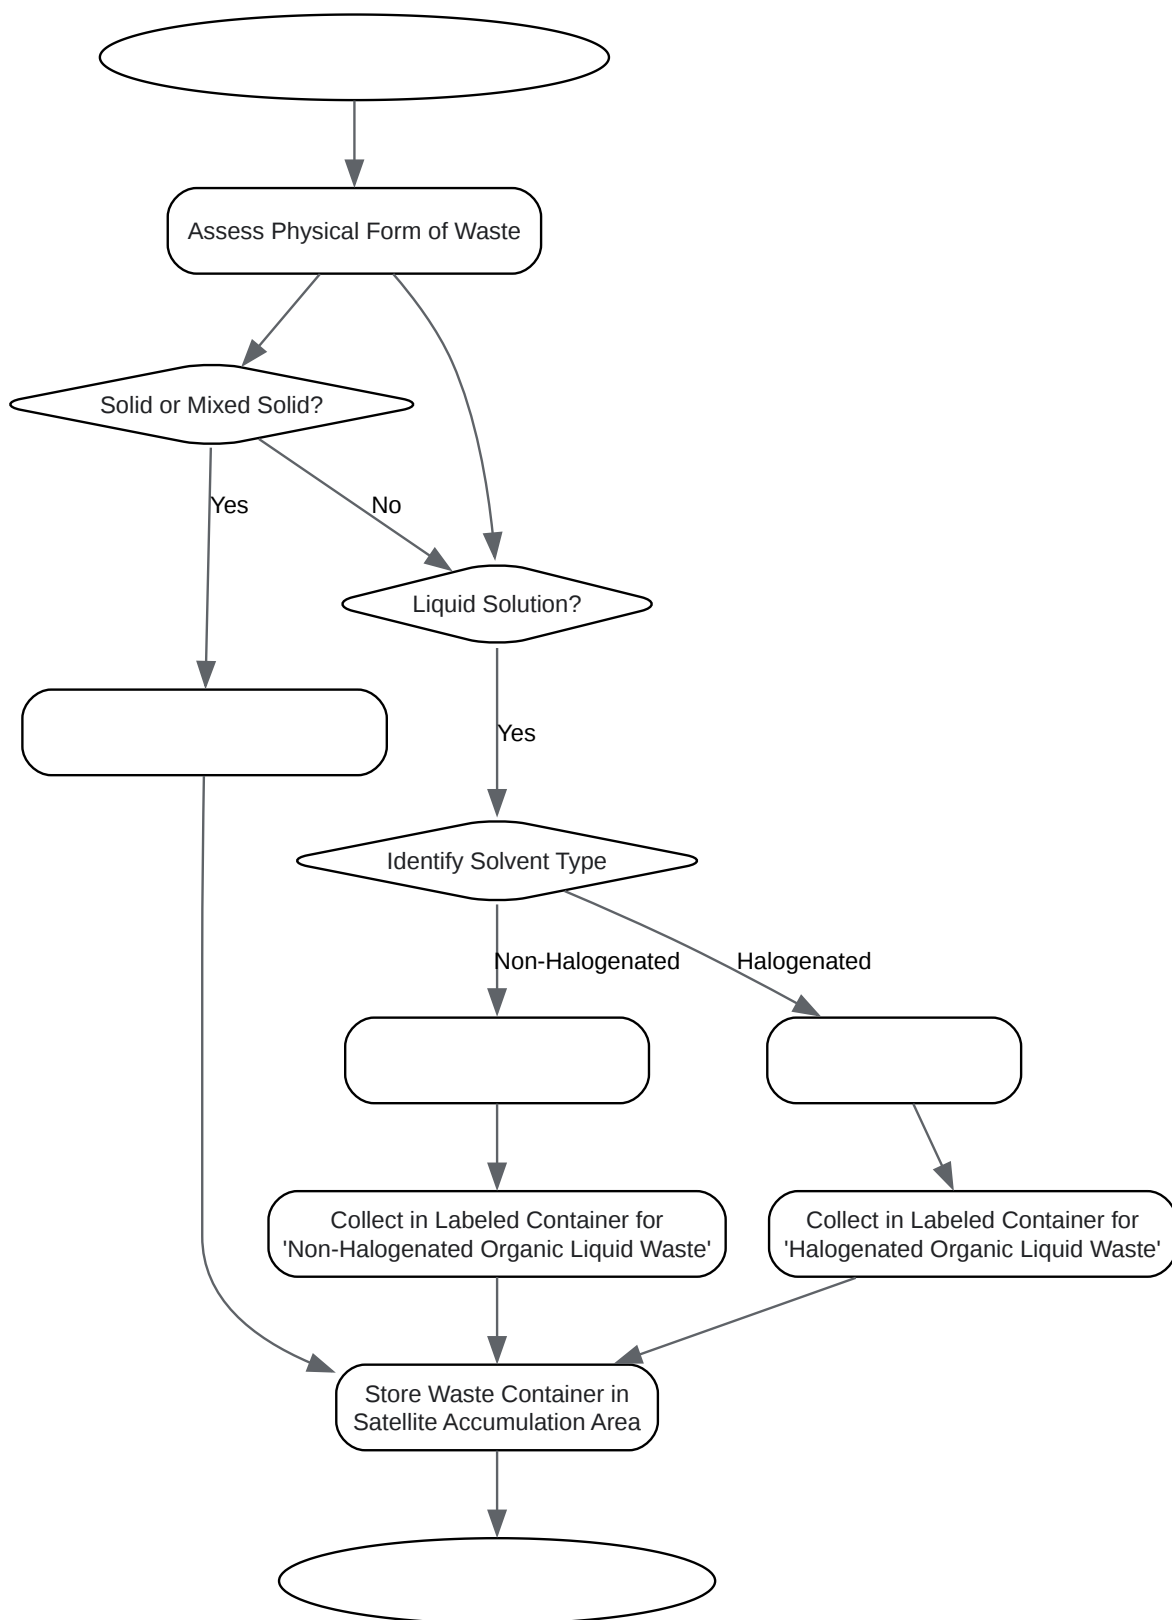 Assess Physical Form of Waste
Solid or Mixed Solid?
Yes
No
Liquid Solution?
Yes
Identify Solvent Type
Non-Halogenated
Halogenated
Collect in Labeled Container for
'Non-Halogenated Organic Liquid Waste'
Collect in Labeled Container for
'Halogenated Organic Liquid Waste'
Store Waste Container in
Satellite Accumulation Area